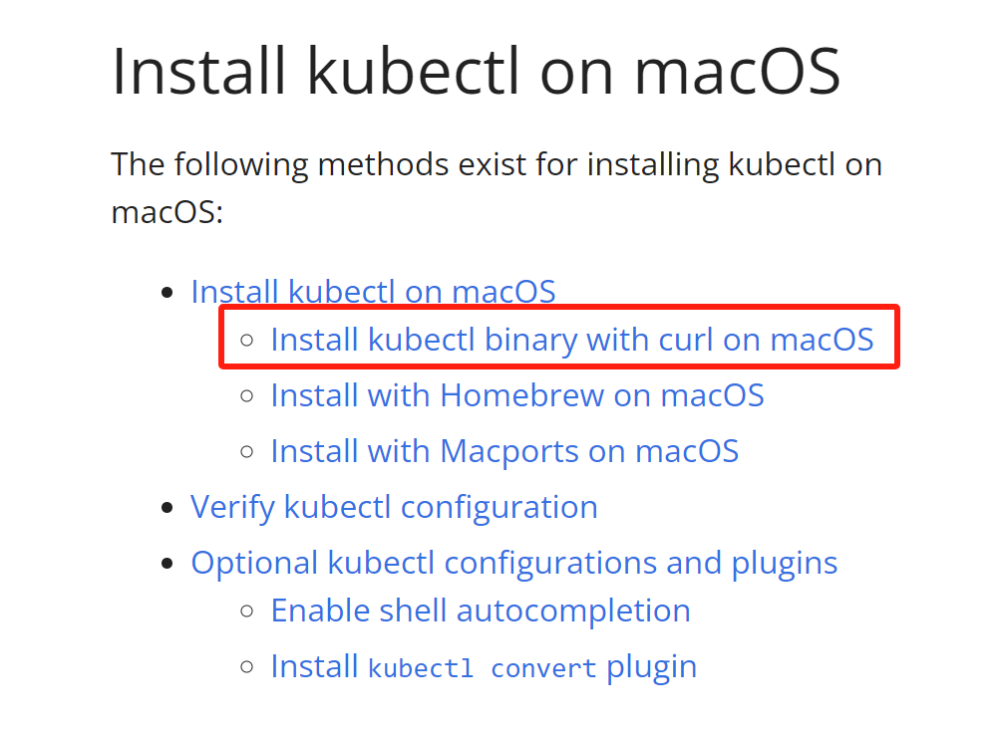 Install kubectl on macOS
The following methods exist for installing kubectl on
macOS:
Install kubectl on macOS
Install kubectl binary with curl on macOS
Install with Homebrew on macOS
Install with Macports on macOS
Verify kubectl configuration
Optional kubectl configurations and plugins
Enable shell autocompletion
Install kubectl convert plugin